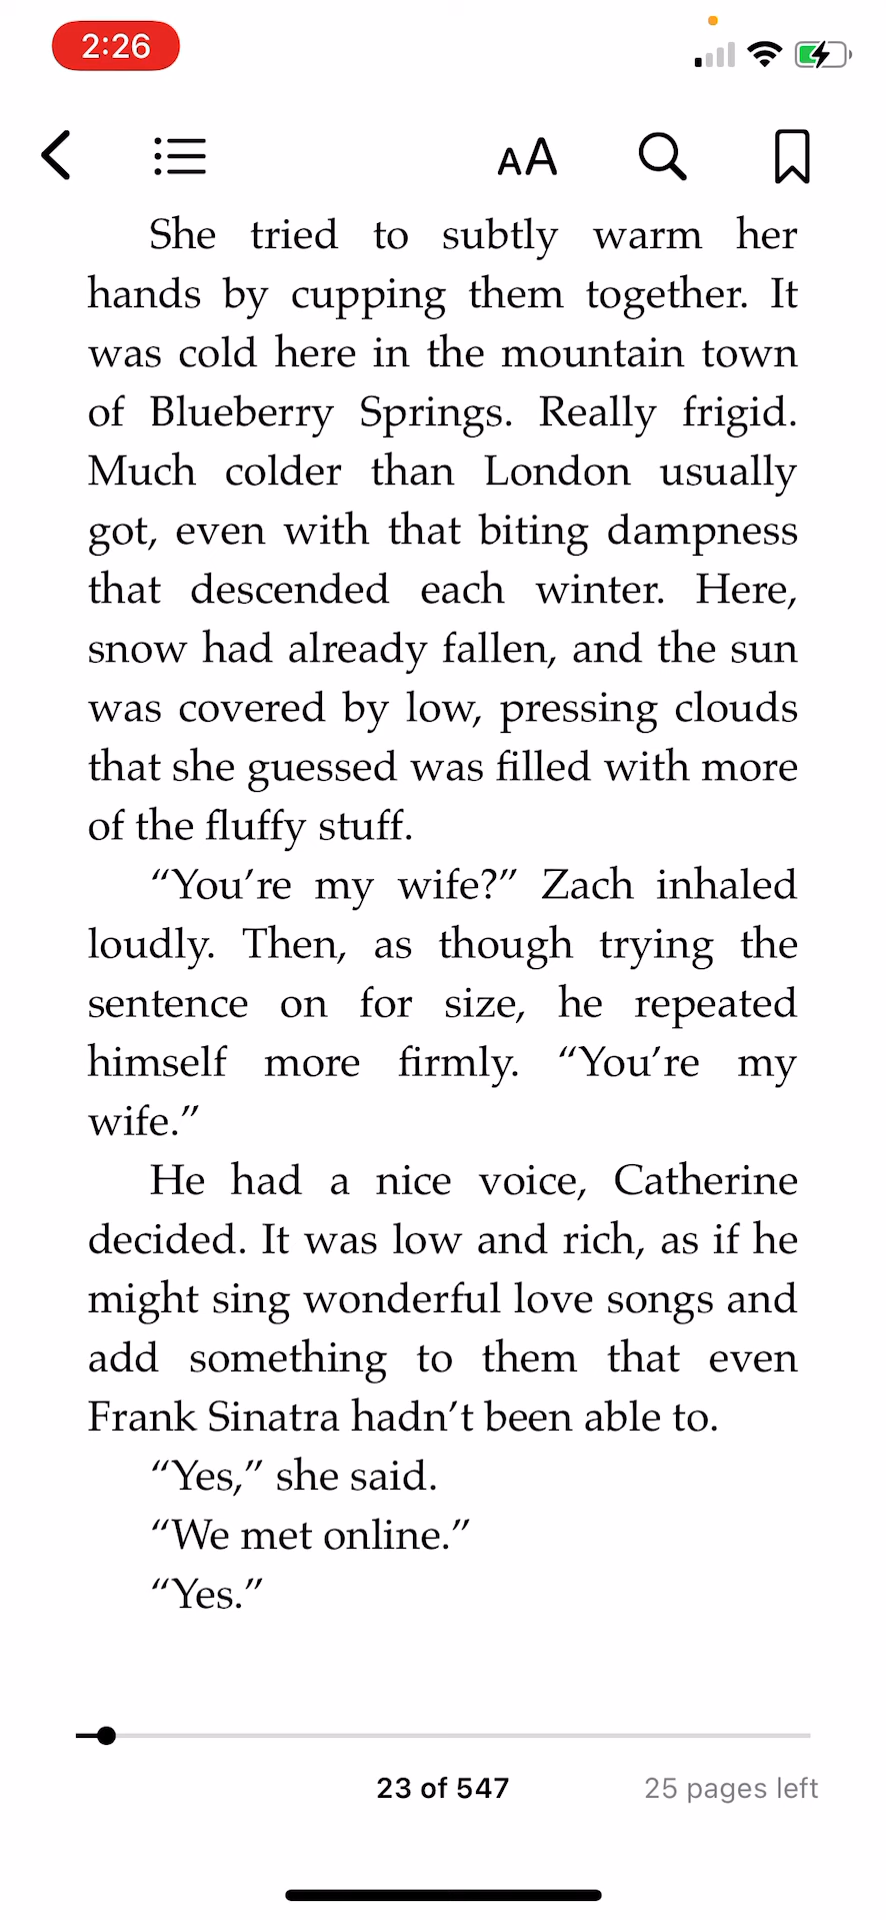 2:26
AA
She tried to subtly warm her
hands by cupping them together. It
was cold here in the mountain town
of Blueberry Springs. Really frigid.
Much colder than London usually
got, even with that biting dampness
that descended each winter. Here,
snow had already fallen, and the sun
was covered by low, pressing clouds
that she guessed was filled with more
of the fluffy stuff.
“You’re my wife?” Zach inhaled
loudly. Then, as though trying the
sentence on for size, he repeated
himself more firmly. “You’re my
wife.”
He had a nice voice, Catherine
decided. It was low and rich, as if he
might sing wonderful love songs and
add something to them that even
Frank Sinatra hadn’t been able to.
“Yes,” she said.
“We met online.”
“Yes.”
23 of 547
25 pages left